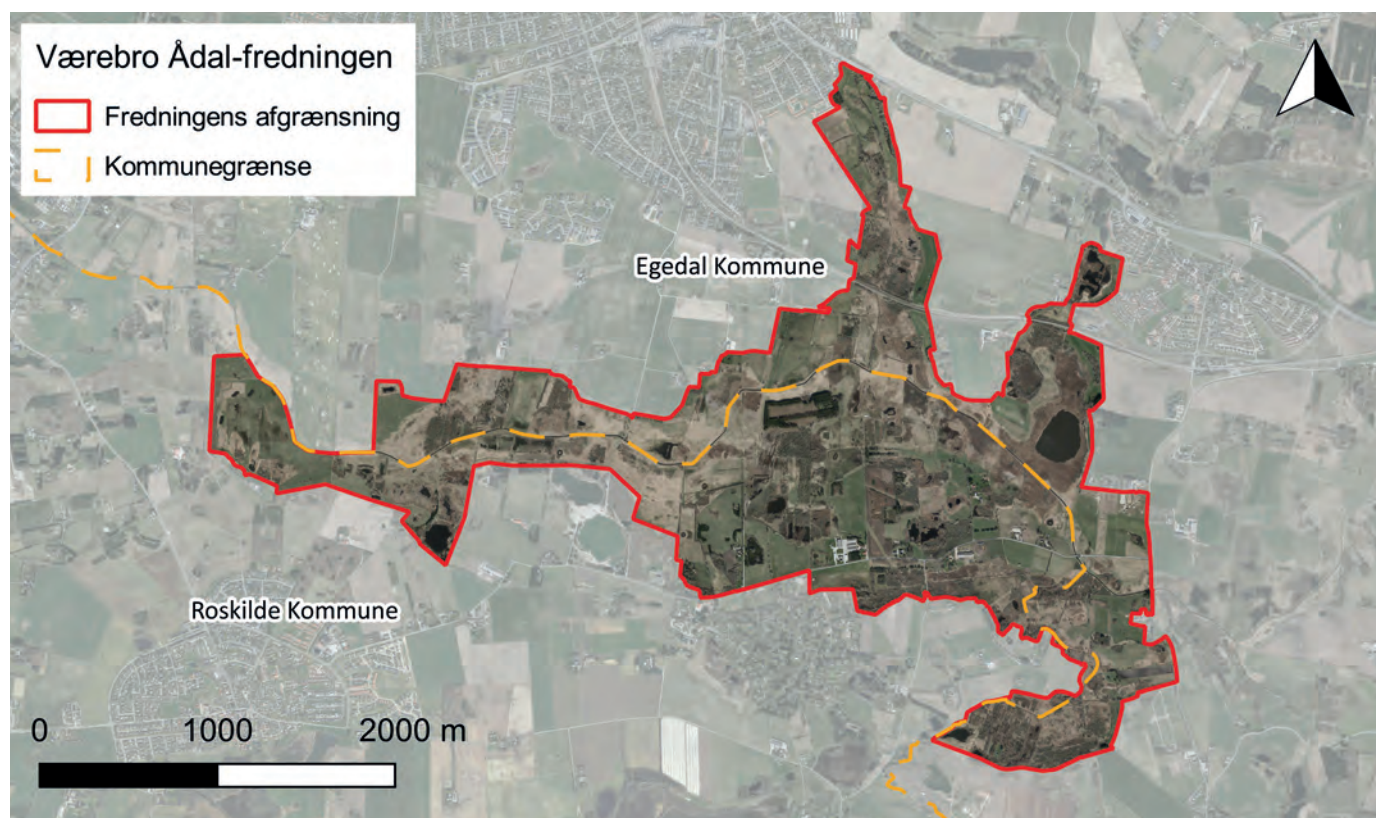 Værebro Ådal-fredningen
Fredningens afgrænsning
Kommunegrænse
Egedal Kommune
Roskilde Kommune
0 1000 2000 m